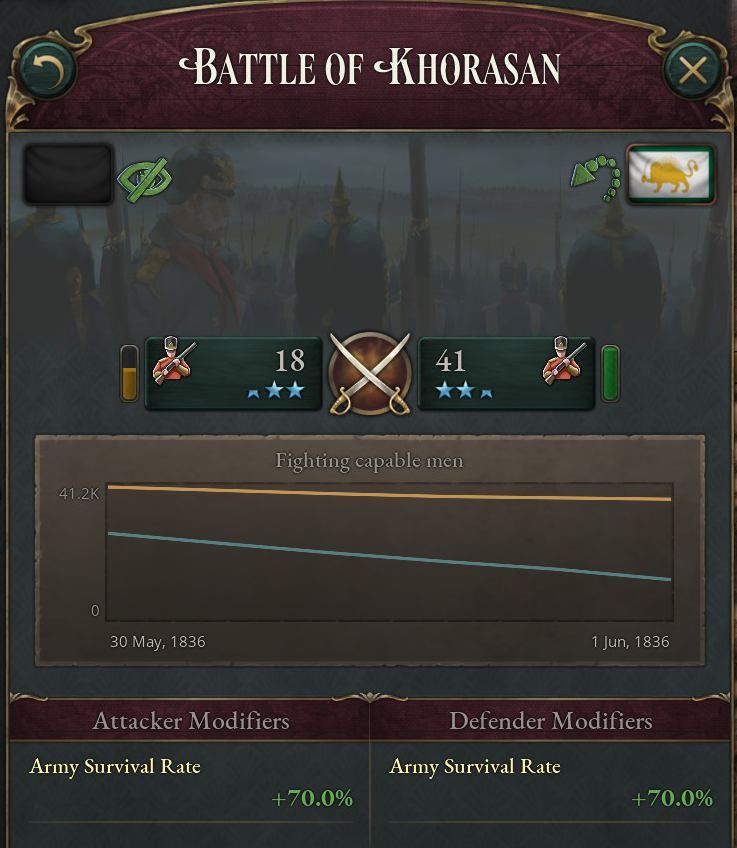 Battle of Khorasan
18
41
Fighting capable men
41.2K
0
30 May, 1836
1 Jun, 1836
Attacker Modifiers
Defender Modifiers
Army Survival Rate
+70.0%
Army Survival Rate
+70.0%